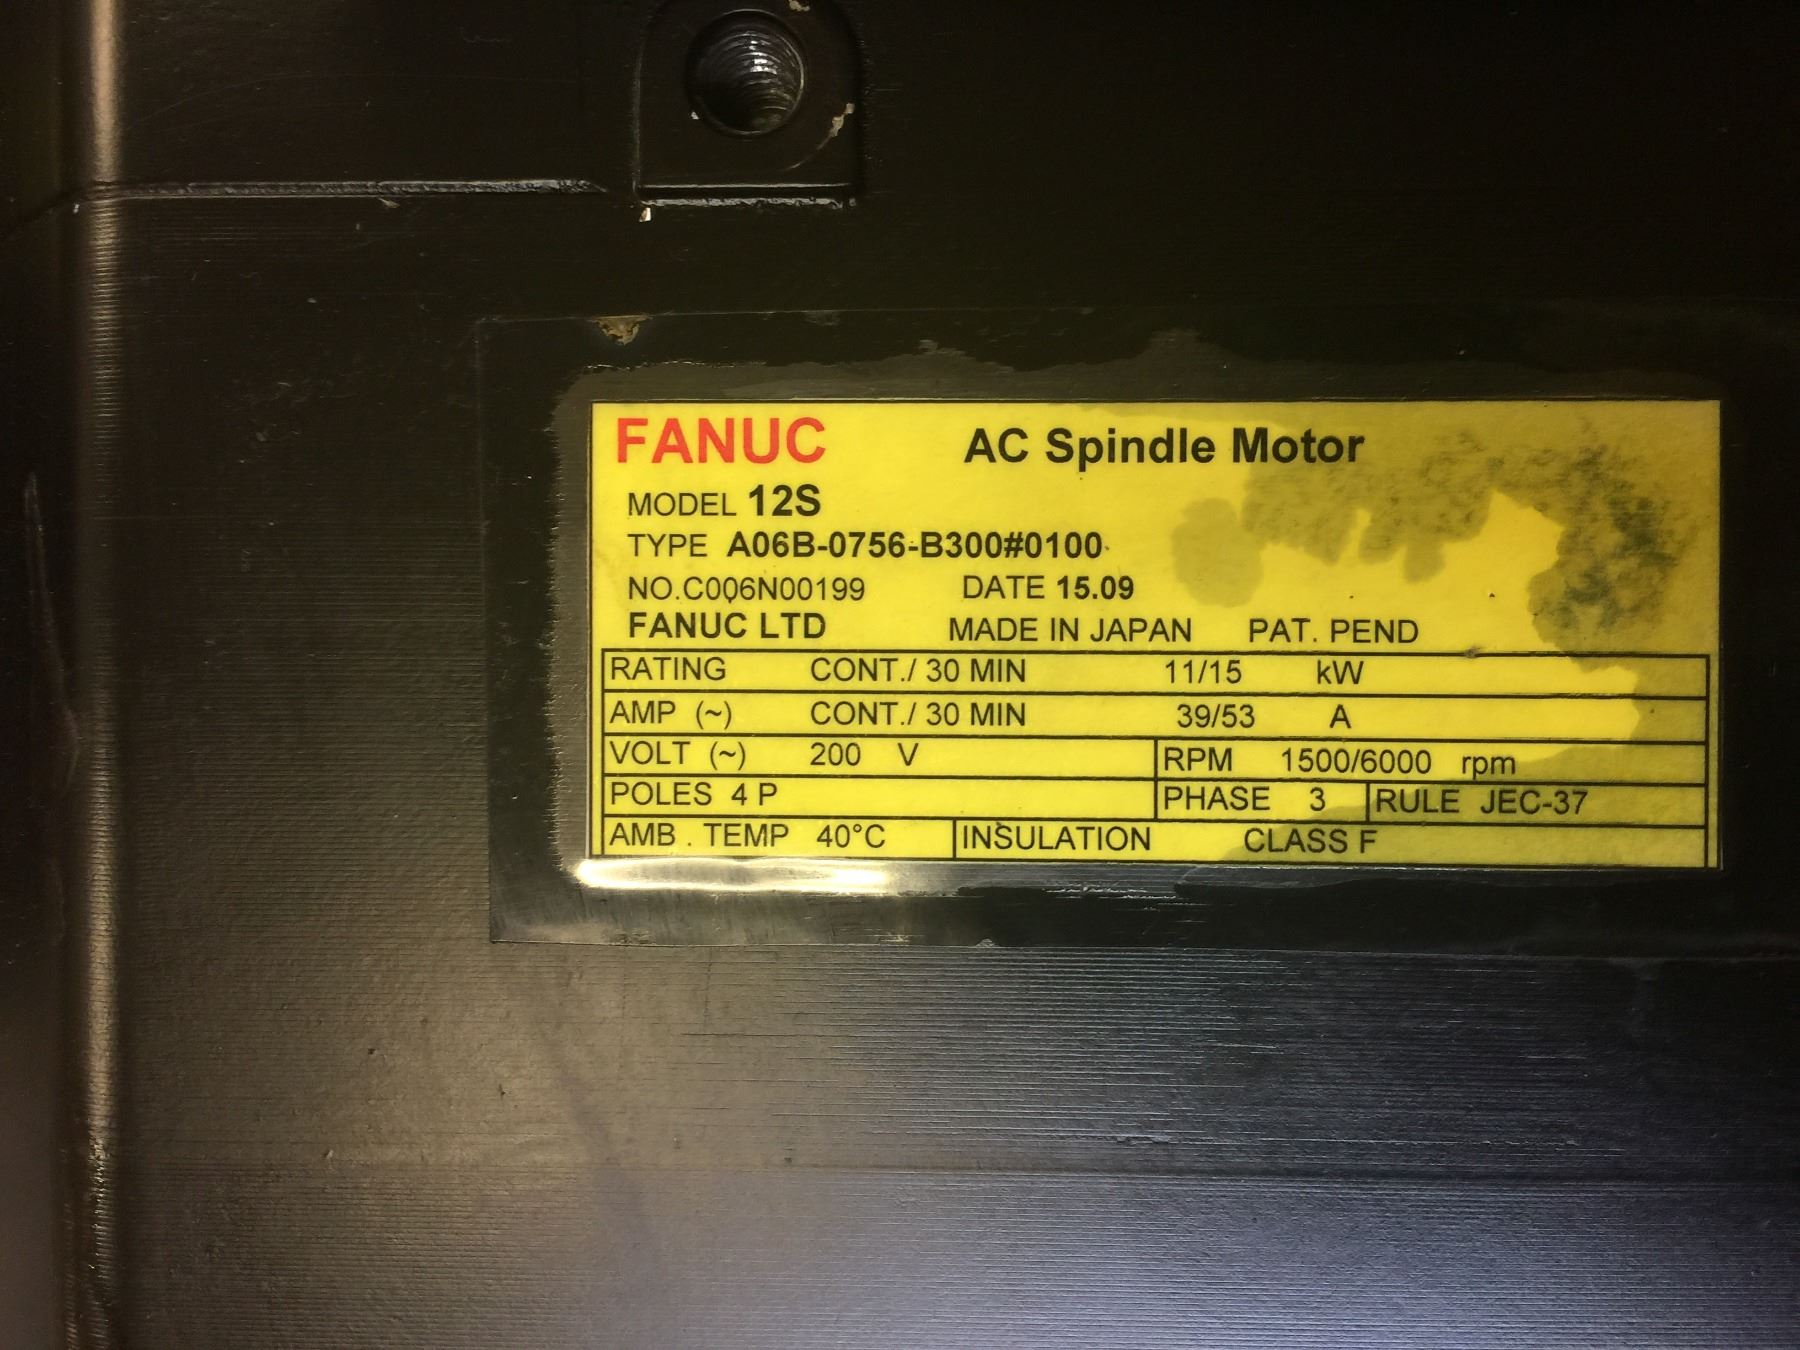 FANUC AC Spindle Motor
MODEL 12S
TYPE A06B-0756-B300#0100
NO.C006N00199 DATE 15.09
FANUC LTD MADE IN JAPAN PAT. PEND
RATING CONT./ 30 MIN 11/15 kW
AMP (~) CONT./ 30 MIN 39/53 A
VOLT (~) 200 V RPM 1500/6000 rpm
POLES 4 P PHASE 3 RULE JEC-37
AMB . TEMP 40°C INSULATION CLASS F